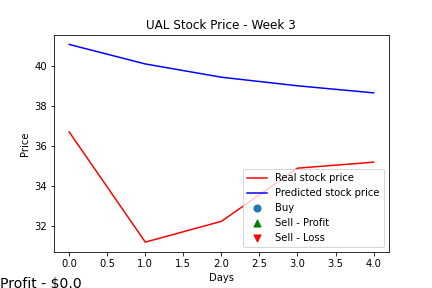 UAL Stock Price - Week 3
Price
40
38
36
34
32
Real stock price
Predicted stock price
Buy
Sell - Profit
Sell - Loss
0.0 0.5 1.0 1.5 2.0 2.5 3.0 3.5 4.0
Days
Profit - $0.0